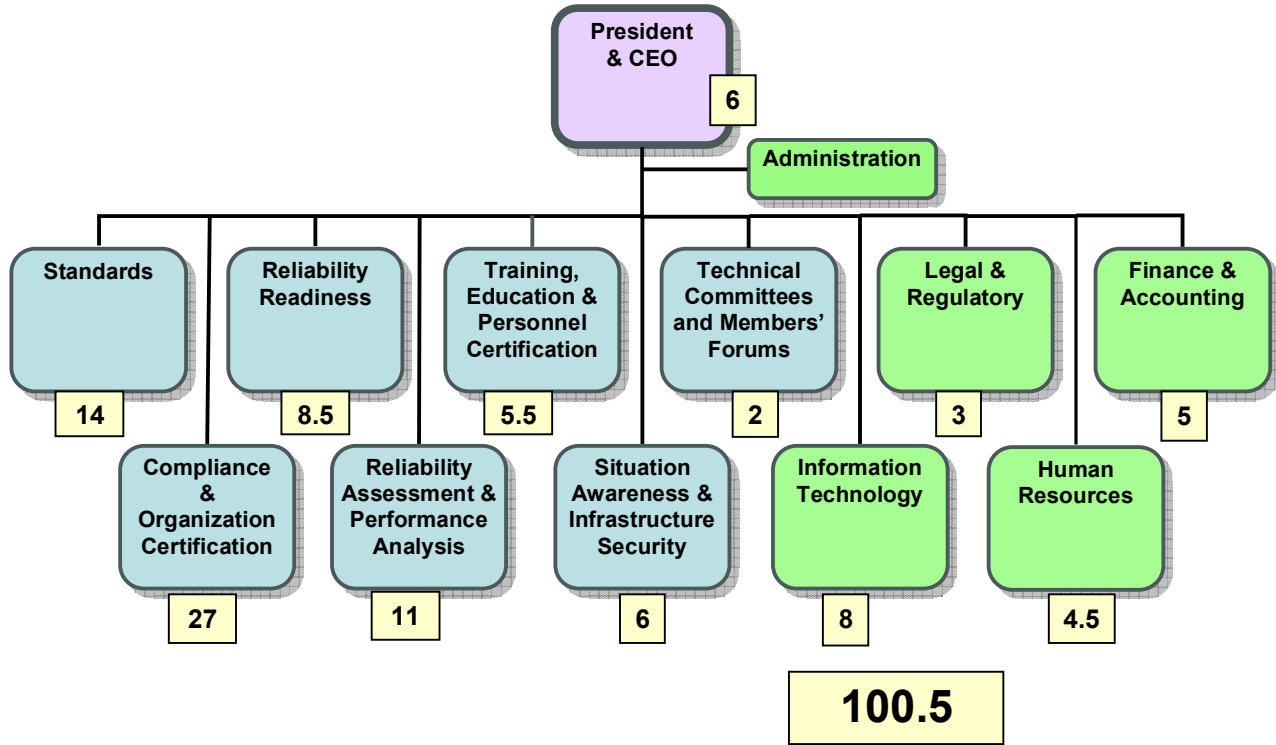 President
& CEO
6
Administration
Standards
14
Reliability
Readiness
8.5
Training,
Education &
Personnel
Certification
5.5
Technical
Committees
and Members’
Forums
2
Legal &
Regulatory
3
Finance &
Accounting
5
Compliance
&
Organization
Certification
27
Reliability
Assessment &
Performance
Analysis
11
Situation
Awareness &
Infrastructure
Security
6
Information
Technology
8
Human
Resources
4.5
100.5